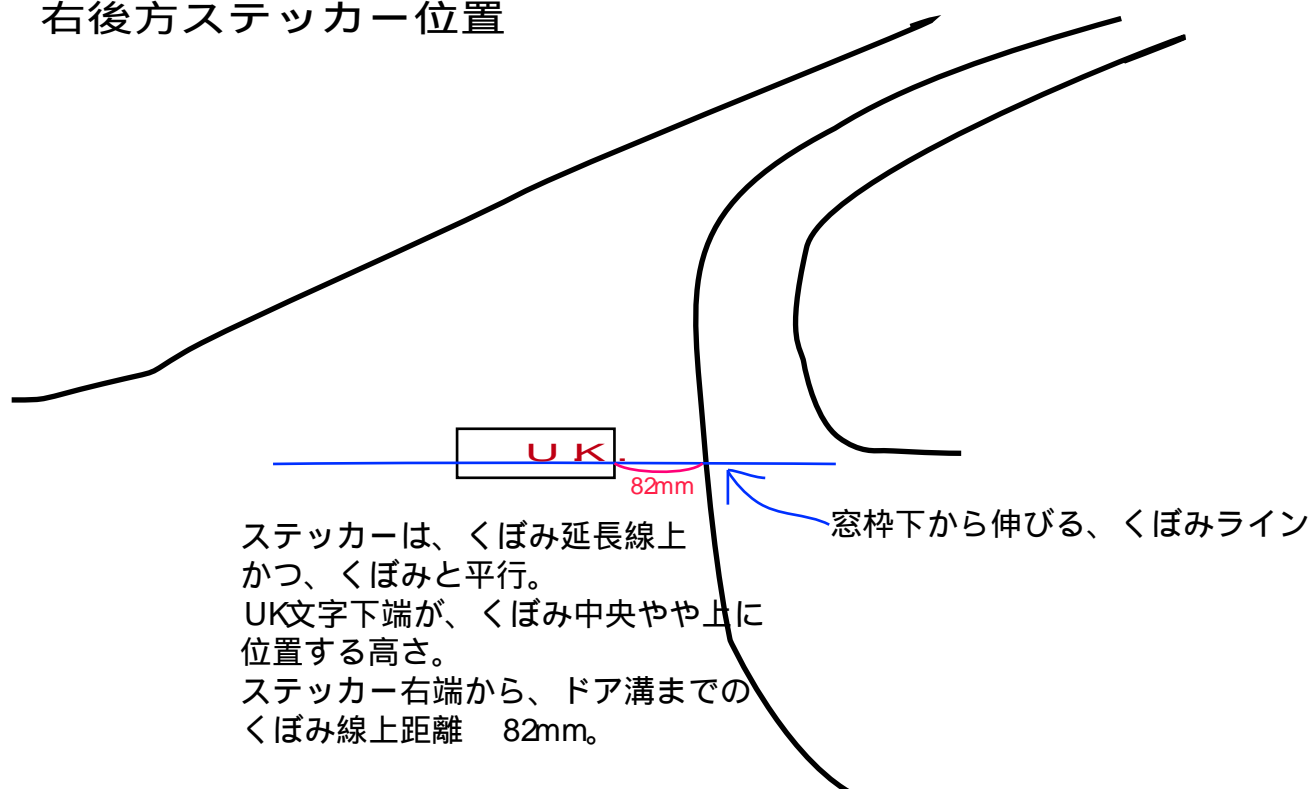 右後方ステッカー位置
UK.
82mm
窓枠下から伸びる、くぼみライン
ステッカーは、くぼみ延長線上
かつ、くぼみと平行。
UK文字下端が、くぼみ中央やや上に
位置する高さ。
ステッカー右端から、ドア溝までの
くぼみ線上距離　82mm。